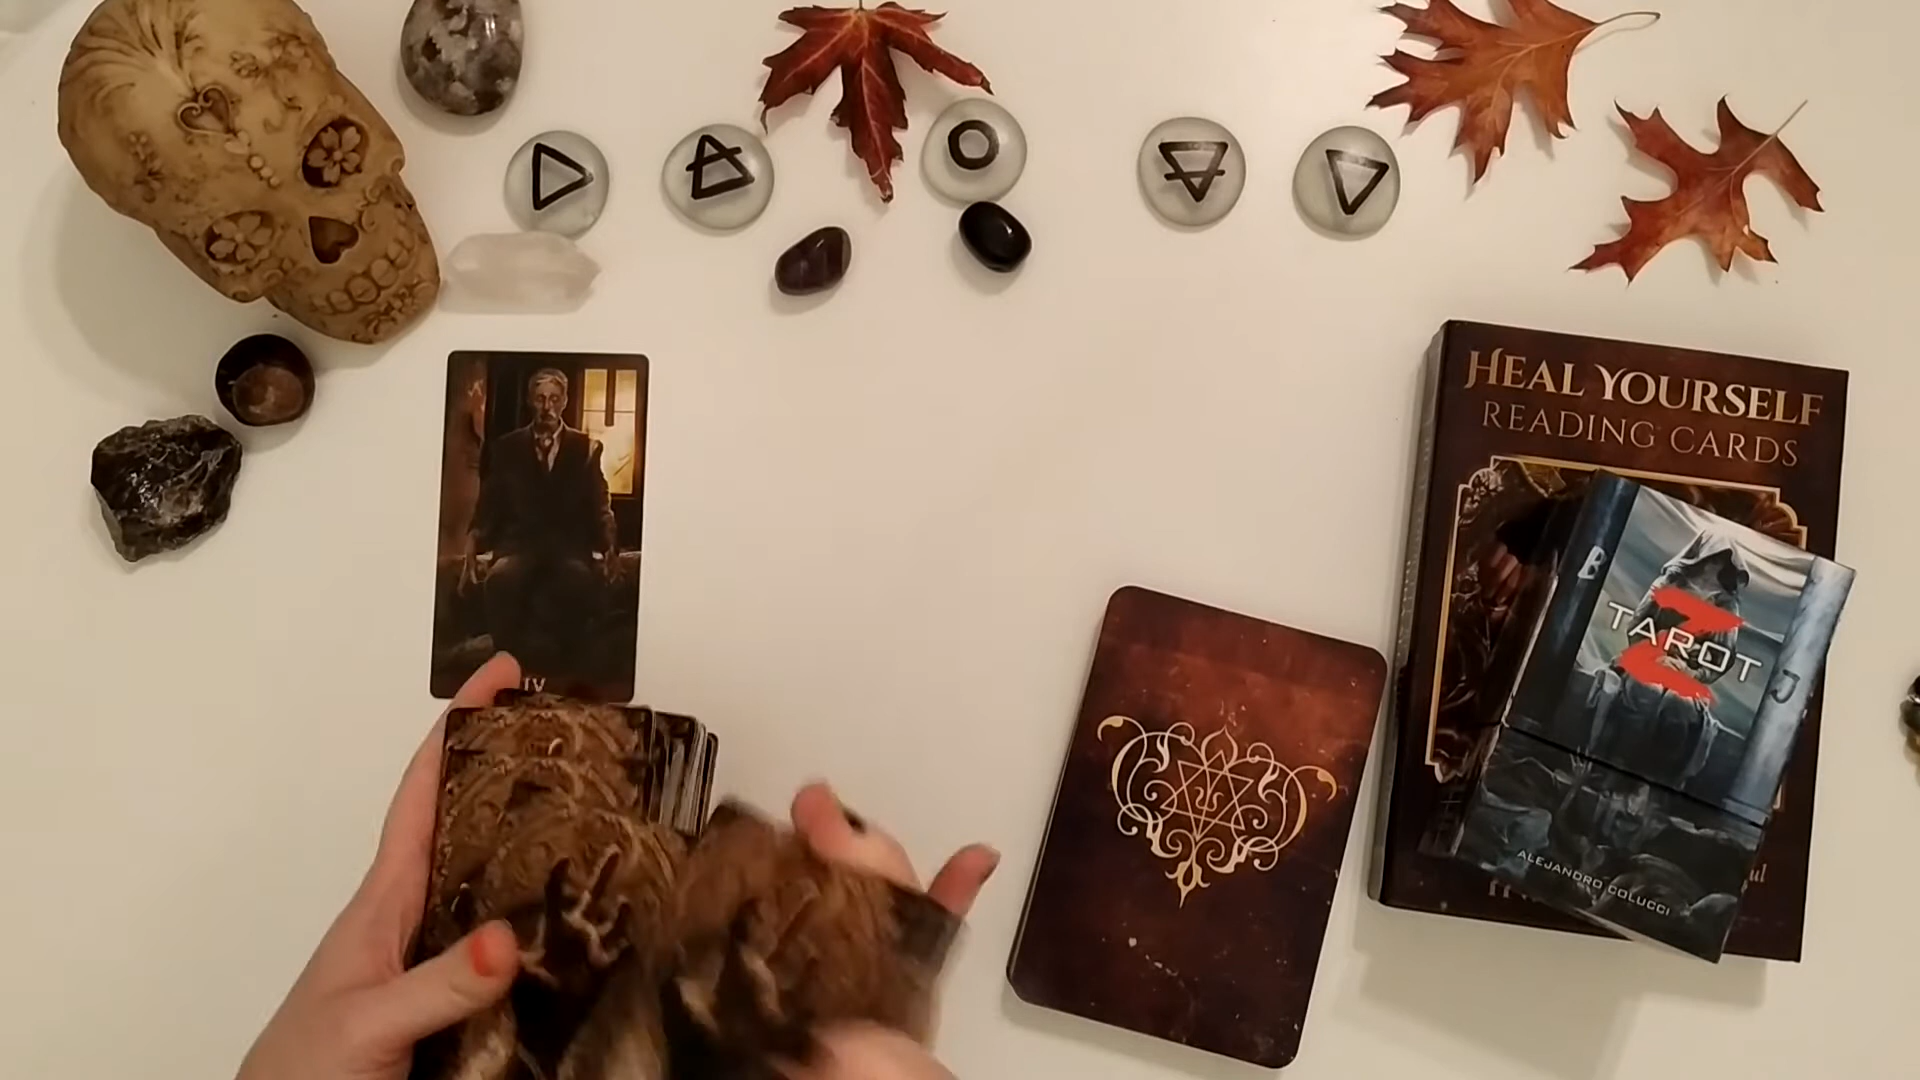 IV
HEAL YOURSELF
READING CARDS
B
TAROT
Z
J
ALEJANDRO COLUCCI